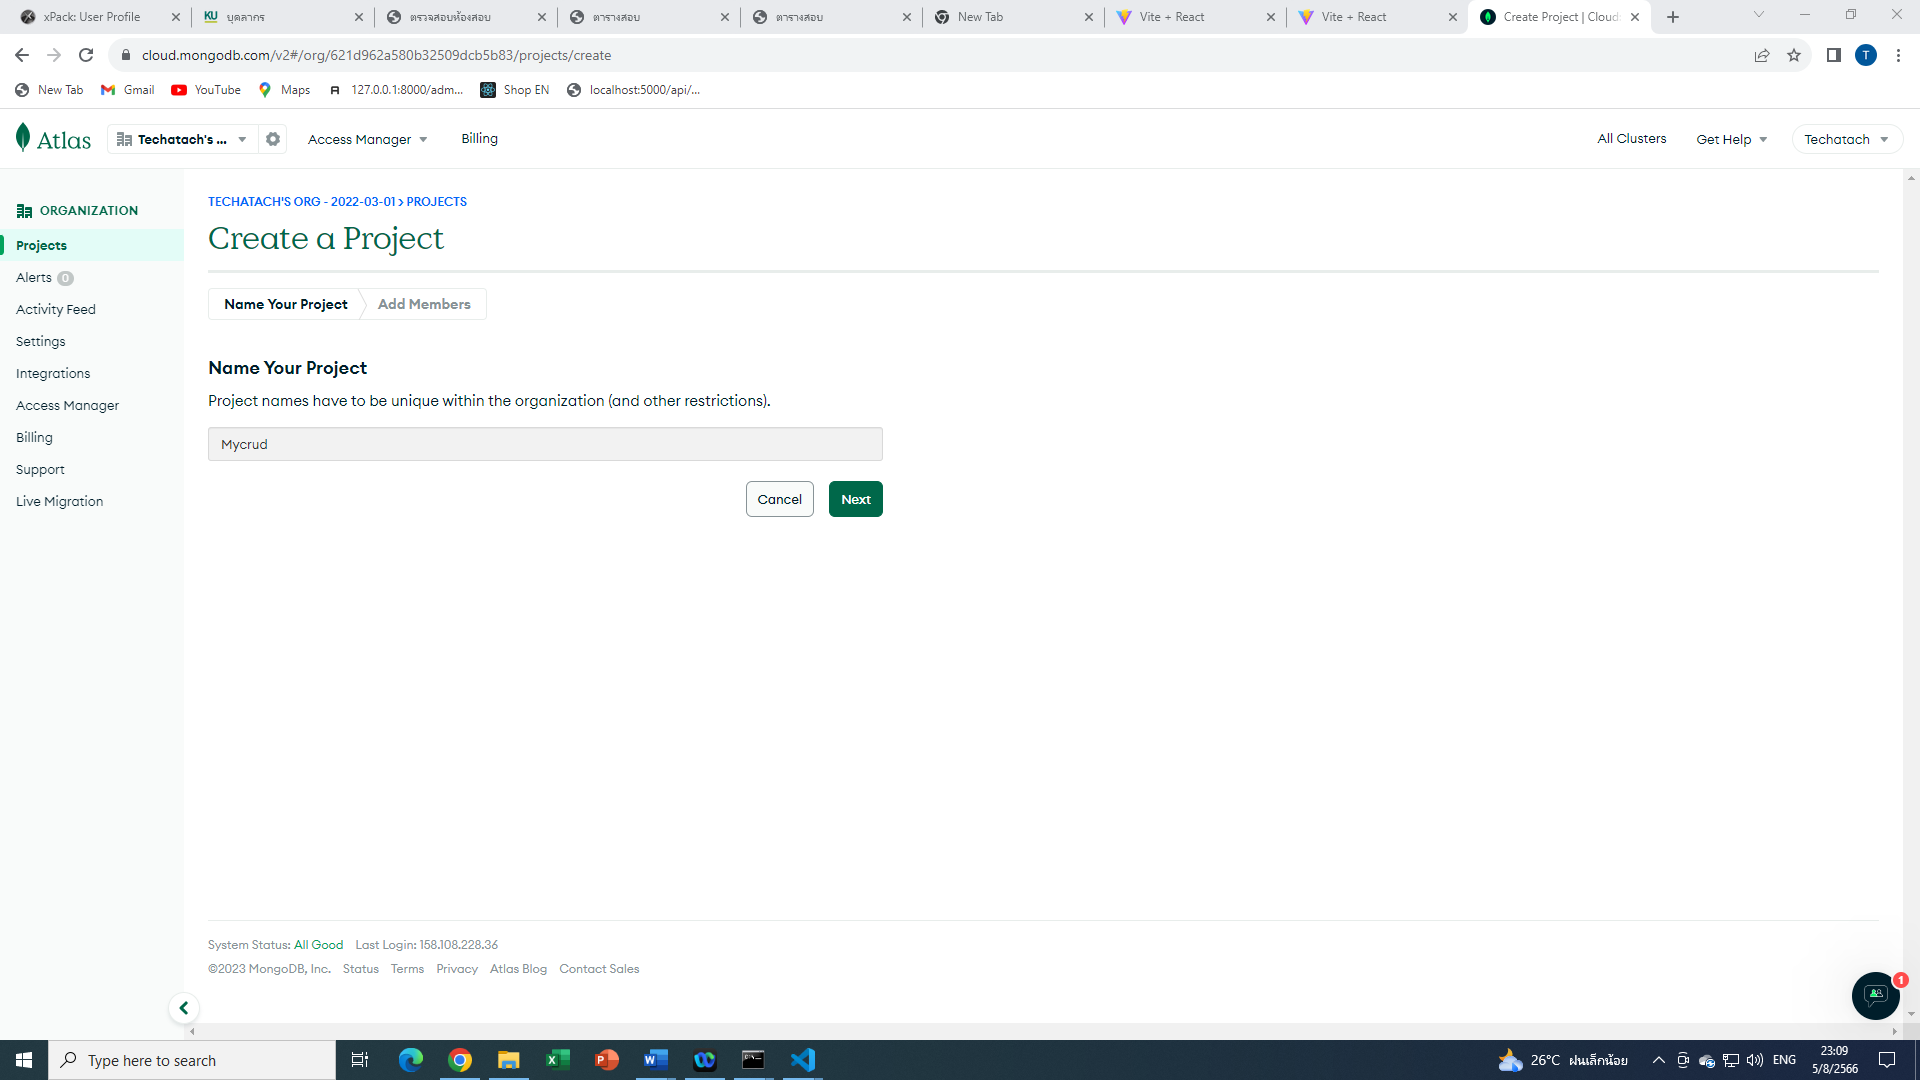 xPack: User Profile
KU บุคลากร
ตรวจสอบห้องสอบ
ตารางสอบ
ตารางสอบ
New Tab
Vite + React
Vite + React
Create Project | Cloud
cloud.mongodb.com/v2#/org/621d962a580b32509dcb5b83/projects/create
T
New Tab
Gmail
YouTube
Maps
127.0.0.1:8000/adm...
Shop EN
localhost:5000/api/...
Atlas
Techatach's ...
Access Manager
Billing
All Clusters
Get Help
Techatach
ORGANIZATION
Projects
Alerts 0
Activity Feed
Settings
Integrations
Access Manager
Billing
Support
Live Migration
TECHATACH'S ORG - 2022-03-01 > PROJECTS
Create a Project
Name Your Project
Add Members
Name Your Project
Project names have to be unique within the organization (and other restrictions).
Mycrud
Cancel
Next
System Status: All Good Last Login: 158.108.228.36
©2023 MongoDB, Inc. Status Terms Privacy Atlas Blog Contact Sales
1
Type here to search
26°C ฝนเล็กน้อย
ENG
23:09
5/8/2566